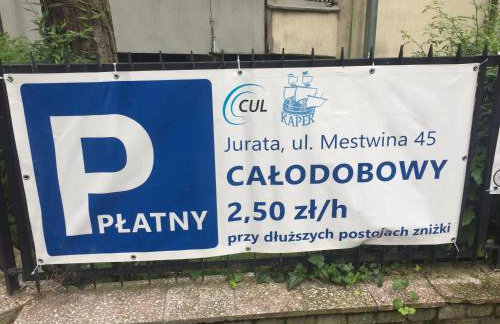 P
PŁATNY
CUL
KAPER
Jurata, ul. Mestwina 45
CAŁODOBOWY
2,50 zł/h
przy dłuższych postojach zniżki